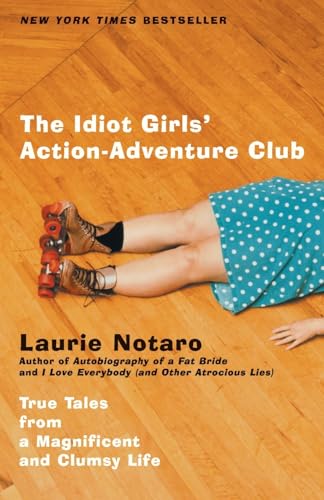 NEW YORK TIMES BESTSELLER
The Idiot Girls'
Action-Adventure Club
Laurie Notaro
Author of Autobiography of a Fat Bride
and I Love Everybody (and Other Atrocious Lies)
True Tales
from
a Magnificent
and Clumsy Life